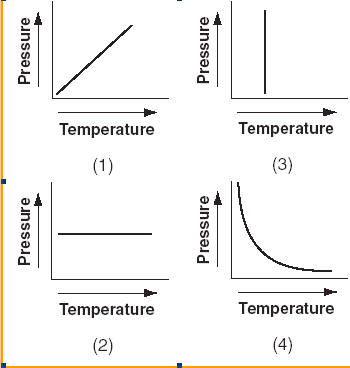 Pressure
Temperature
(1)
Pressure
Temperature
(3)
Pressure
Temperature
(2)
Pressure
Temperature
(4)